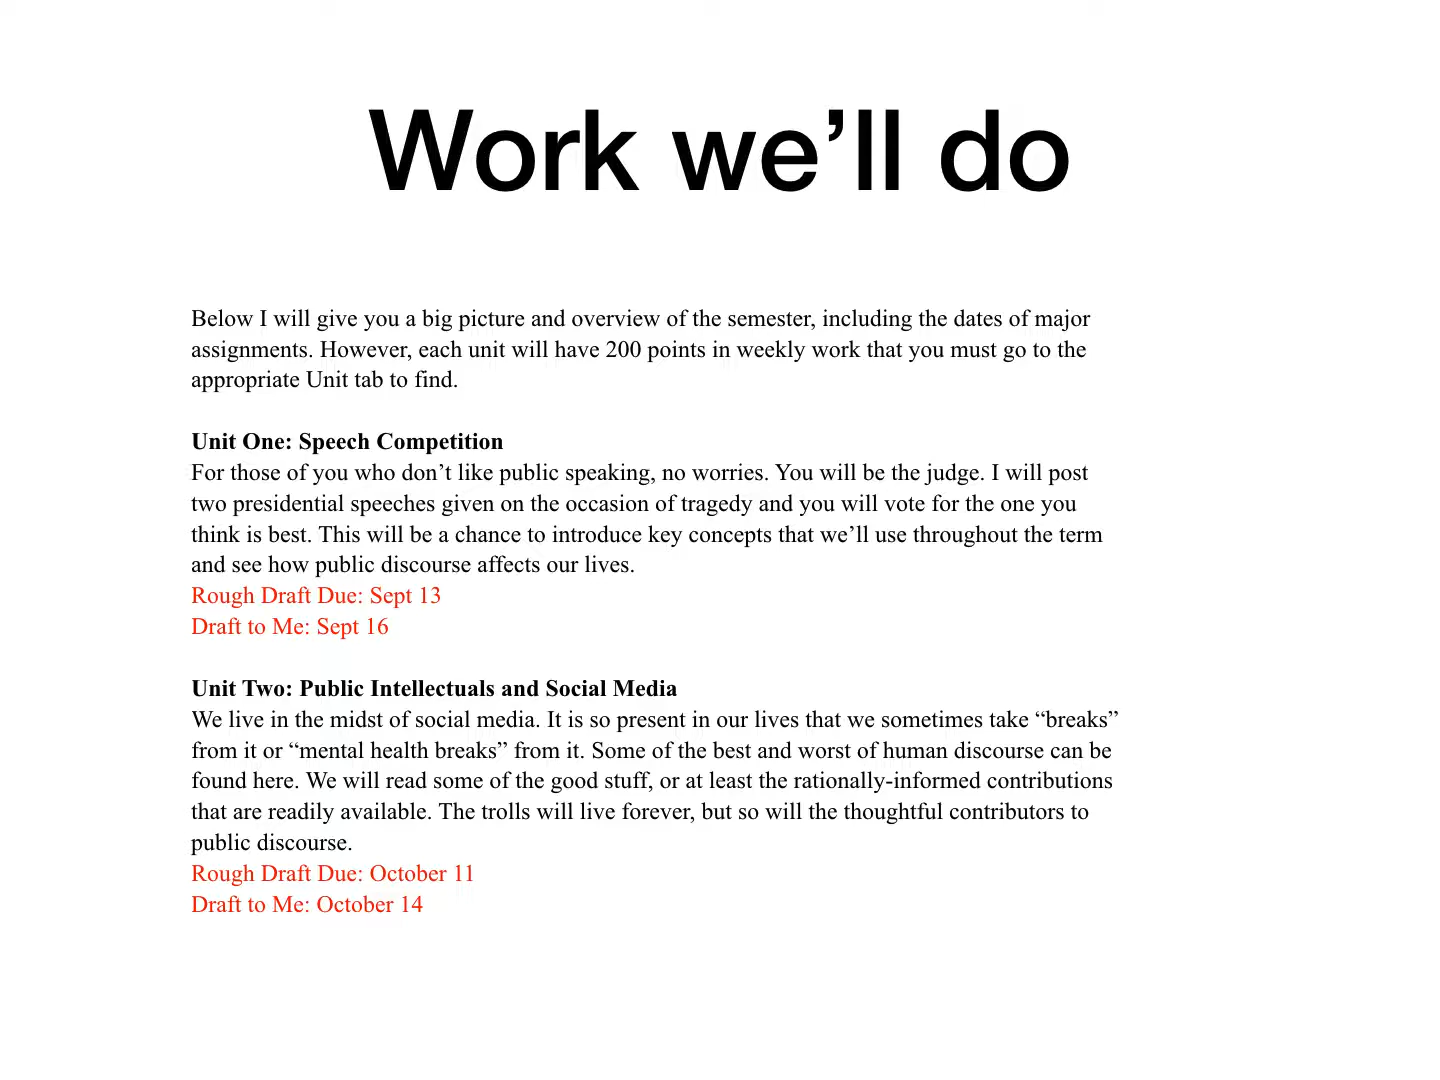 Work we’ll do
Below I will give you a big picture and overview of the semester, including the dates of major
assignments. However, each unit will have 200 points in weekly work that you must go to the
appropriate Unit tab to find.
Unit One: Speech Competition
For those of you who don’t like public speaking, no worries. You will be the judge. I will post
two presidential speeches given on the occasion of tragedy and you will vote for the one you
think is best. This will be a chance to introduce key concepts that we’ll use throughout the term
and see how public discourse affects our lives.
Rough Draft Due: Sept 13
Draft to Me: Sept 16
Unit Two: Public Intellectuals and Social Media
We live in the midst of social media. It is so present in our lives that we sometimes take “breaks”
from it or “mental health breaks” from it. Some of the best and worst of human discourse can be
found here. We will read some of the good stuff, or at least the rationally-informed contributions
that are readily available. The trolls will live forever, but so will the thoughtful contributors to
public discourse.
Rough Draft Due: October 11
Draft to Me: October 14